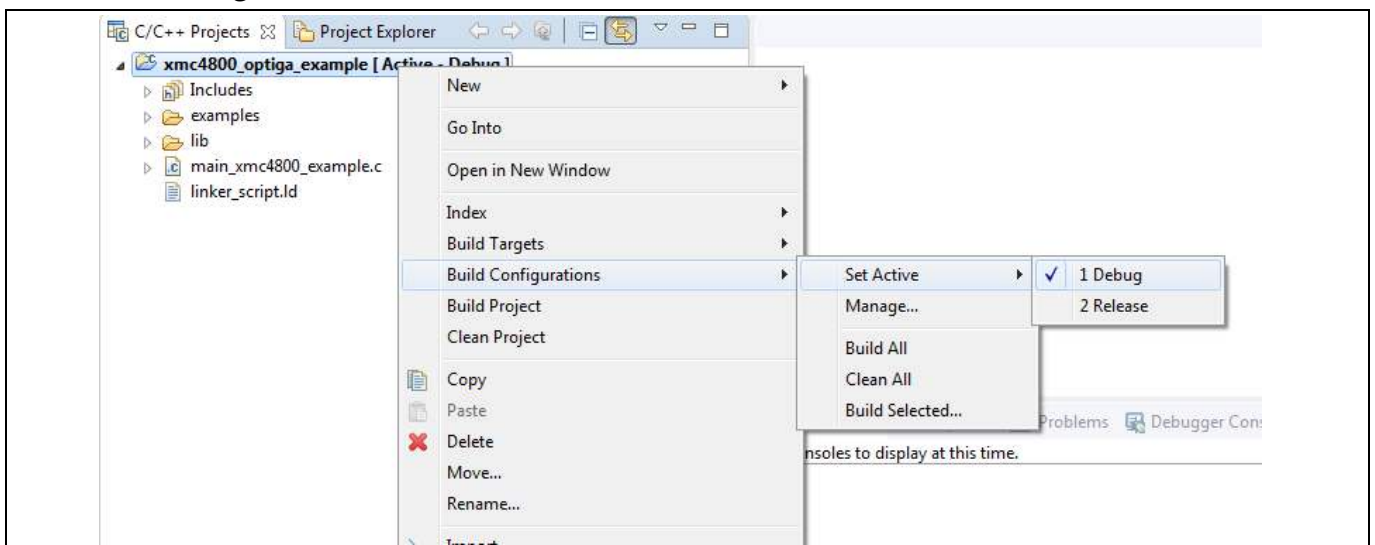 C/C++ Projects Project Explorer
xmc4800_optiga_example [ Active - Debug ]
Includes
examples
lib
main_xmc4800_example.c
linker_script.ld
New
Go Into
Open in New Window
Index
Build Targets
Build Configurations
Build Project
Clean Project
Copy
Paste
Delete
Move...
Rename...
Import
Set Active
Manage...
Build All
Clean All
Build Selected...
1 Debug
2 Release
Problems Debugger Cons
nsoles to display at this time.